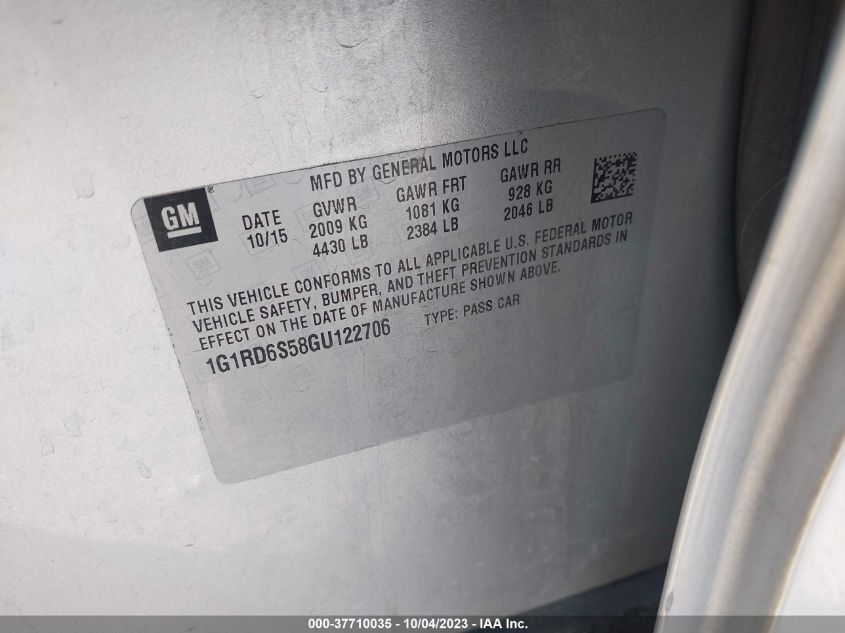 MFD BY GENERAL MOTORS LLC
GM®
DATE GVWR GAWR FRT GAWR RR
10/15 2009 KG 1081 KG 928 KG
4430 LB 2384 LB 2046 LB
THIS VEHICLE CONFORMS TO ALL APPLICABLE U.S. FEDERAL MOTOR
VEHICLE SAFETY, BUMPER, AND THEFT PREVENTION STANDARDS IN
EFFECT ON THE DATE OF MANUFACTURE SHOWN ABOVE.
1G1RD6S58GU122706 TYPE: PASS CAR
000-37710035 - 10/04/2023 - IAA Inc.